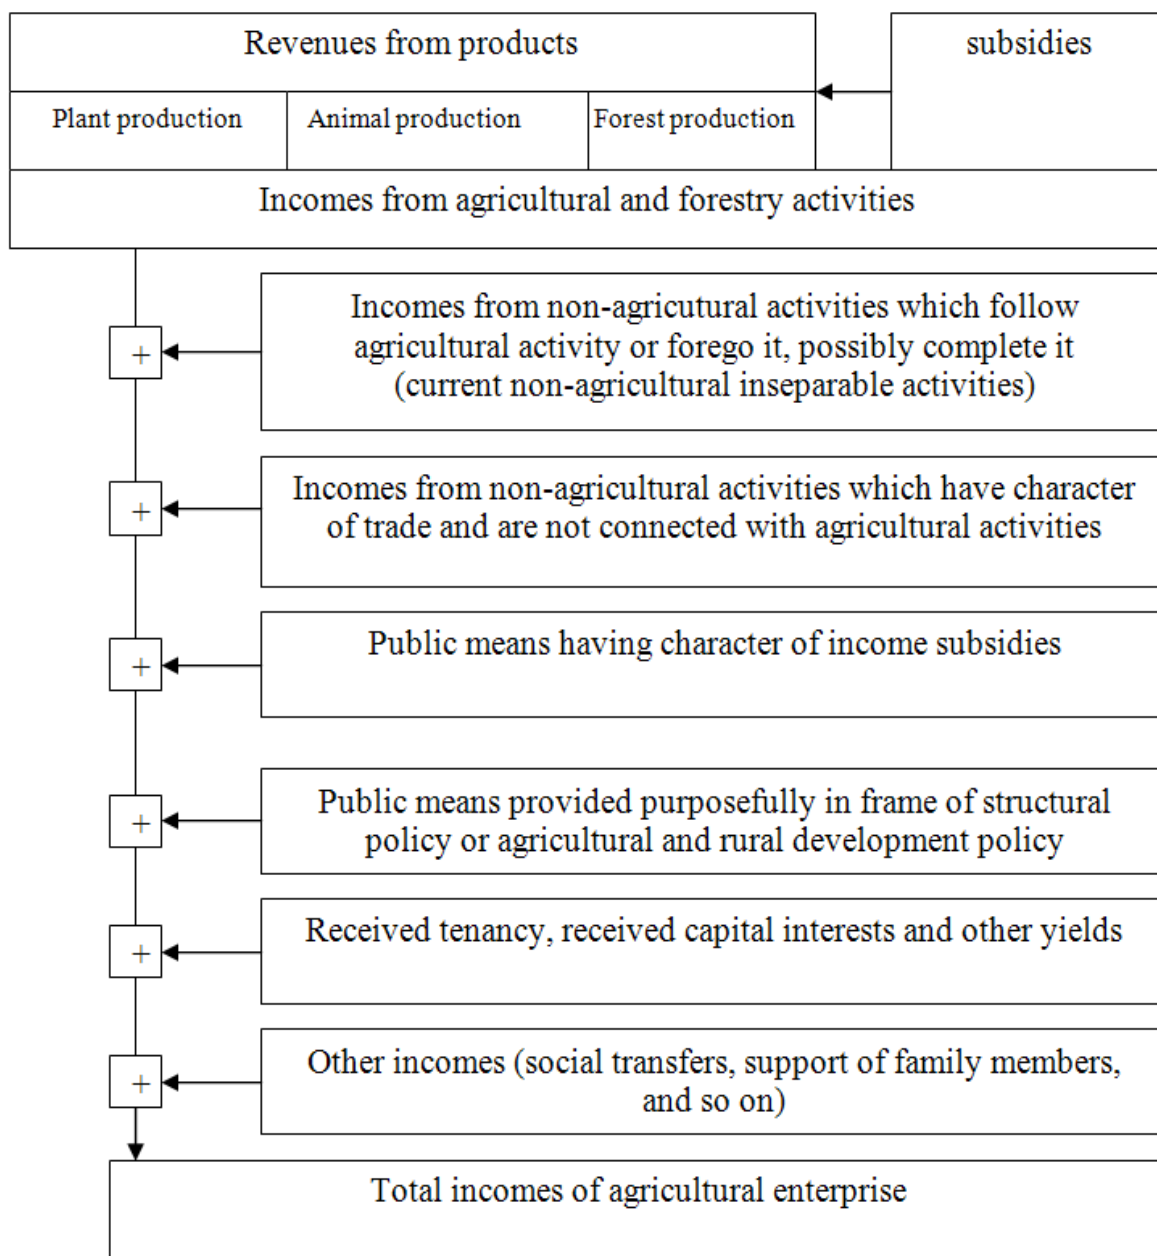 Revenues from products
subsidies
Plant production
Animal production
Forest production
Incomes from agricultural and forestry activities
Incomes from non-agricutural activities which follow
agricultural activity or forego it, possibly complete it
(current non-agricultural inseparable activities)
+
Incomes from non-agricultural activities which have character
of trade and are not connected with agricultural activities
+
Public means having character of income subsidies
+
Public means provided purposefully in frame of structural
policy or agricultural and rural development policy
+
Received tenancy, received capital interests and other yields
+
Other incomes (social transfers, support of family members,
and so on)
+
Total incomes of agricultural enterprise